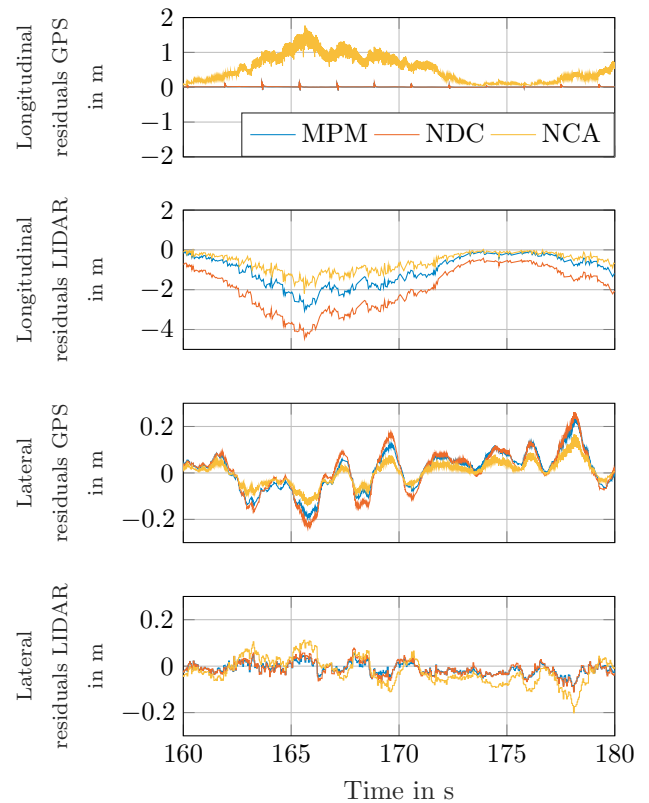 Longitudinal
residuals GPS
in m
2
1
0
−1
−2
MPM NDC NCA
Longitudinal
residuals LIDAR
in m
2
0
−2
−4
Lateral
residuals GPS
in m
0.2
0
−0.2
Lateral
residuals LIDAR
in m
0.2
0
−0.2
160 165 170 175 180
Time in s